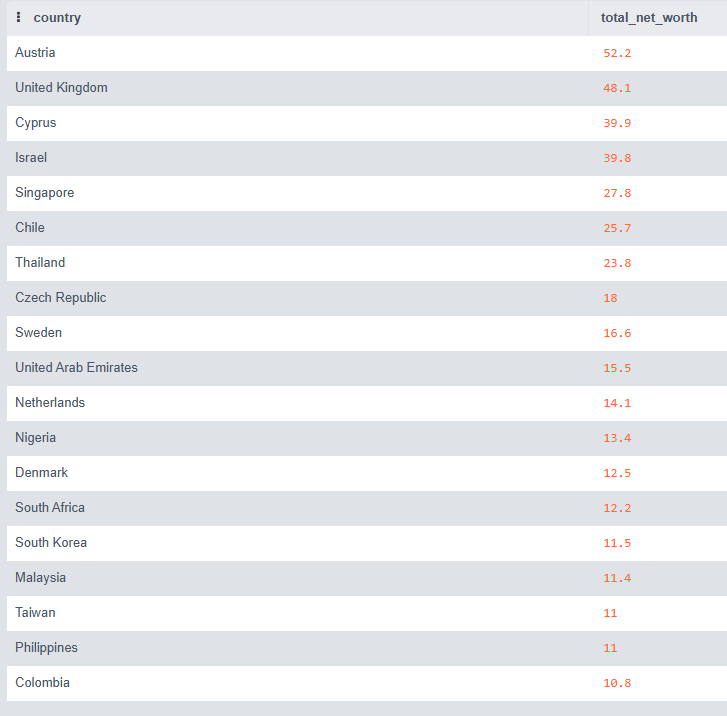 country total_net_worth
Austria 52.2
United Kingdom 48.1
Cyprus 39.9
Israel 39.8
Singapore 27.8
Chile 25.7
Thailand 23.8
Czech Republic 18
Sweden 16.6
United Arab Emirates 15.5
Netherlands 14.1
Nigeria 13.4
Denmark 12.5
South Africa 12.2
South Korea 11.5
Malaysia 11.4
Taiwan 11
Philippines 11
Colombia 10.8